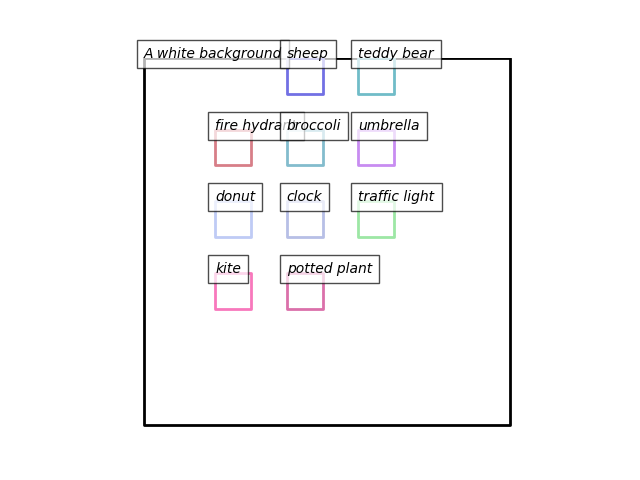 A white background sheep teddy bear
fire hydrant broccoli umbrella
donut clock traffic light
kite potted plant